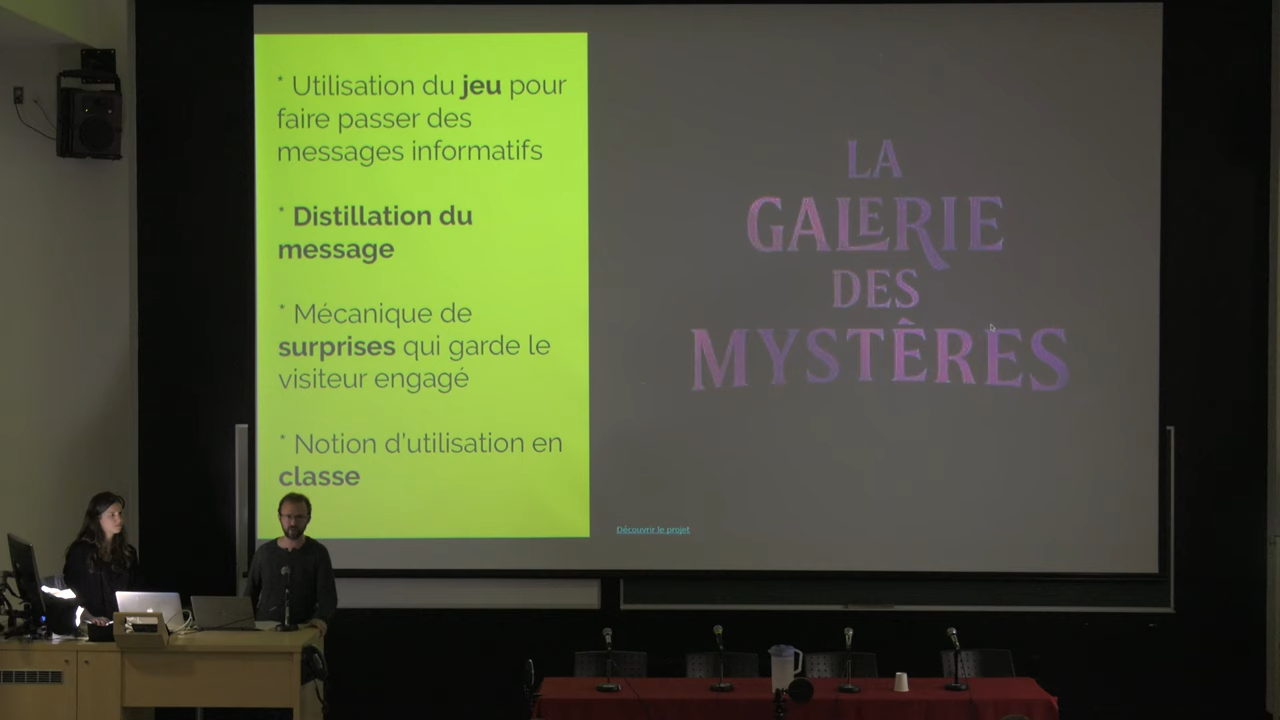 * Utilisation du jeu pour
faire passer des
messages informatifs
* Distillation du
message
* Mécanique de
surprises qui garde le
visiteur engagé
* Notion d'utilisation en
classe
LA
GALERIE
DES
MYSTÈRES
Découvrir le projet